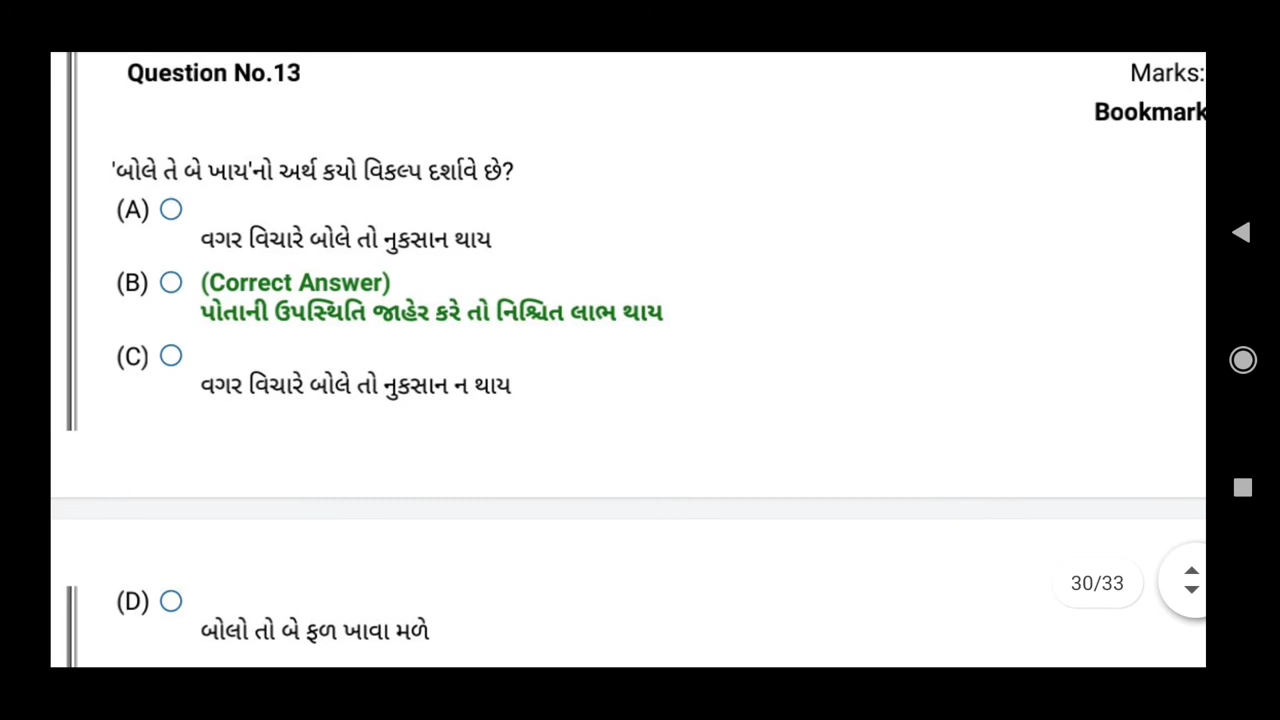 Question No.13
Marks:
Bookmark
'બોલે તે બે ખાય'નો અર્થ કયો વિકલ્પ દર્શાવે છે?
(A)
વગર વિચારે બોલે તો નુકસાન થાય
(B) (Correct Answer)
પોતાની ઉપસ્થિતિ જાહેર કરે તો નિશ્ચિત લાભ થાય
(C)
વગર વિચારે બોલે તો નુકસાન ન થાય
30/33
(D)
બોલો તો બે ફળ ખાવા મળે